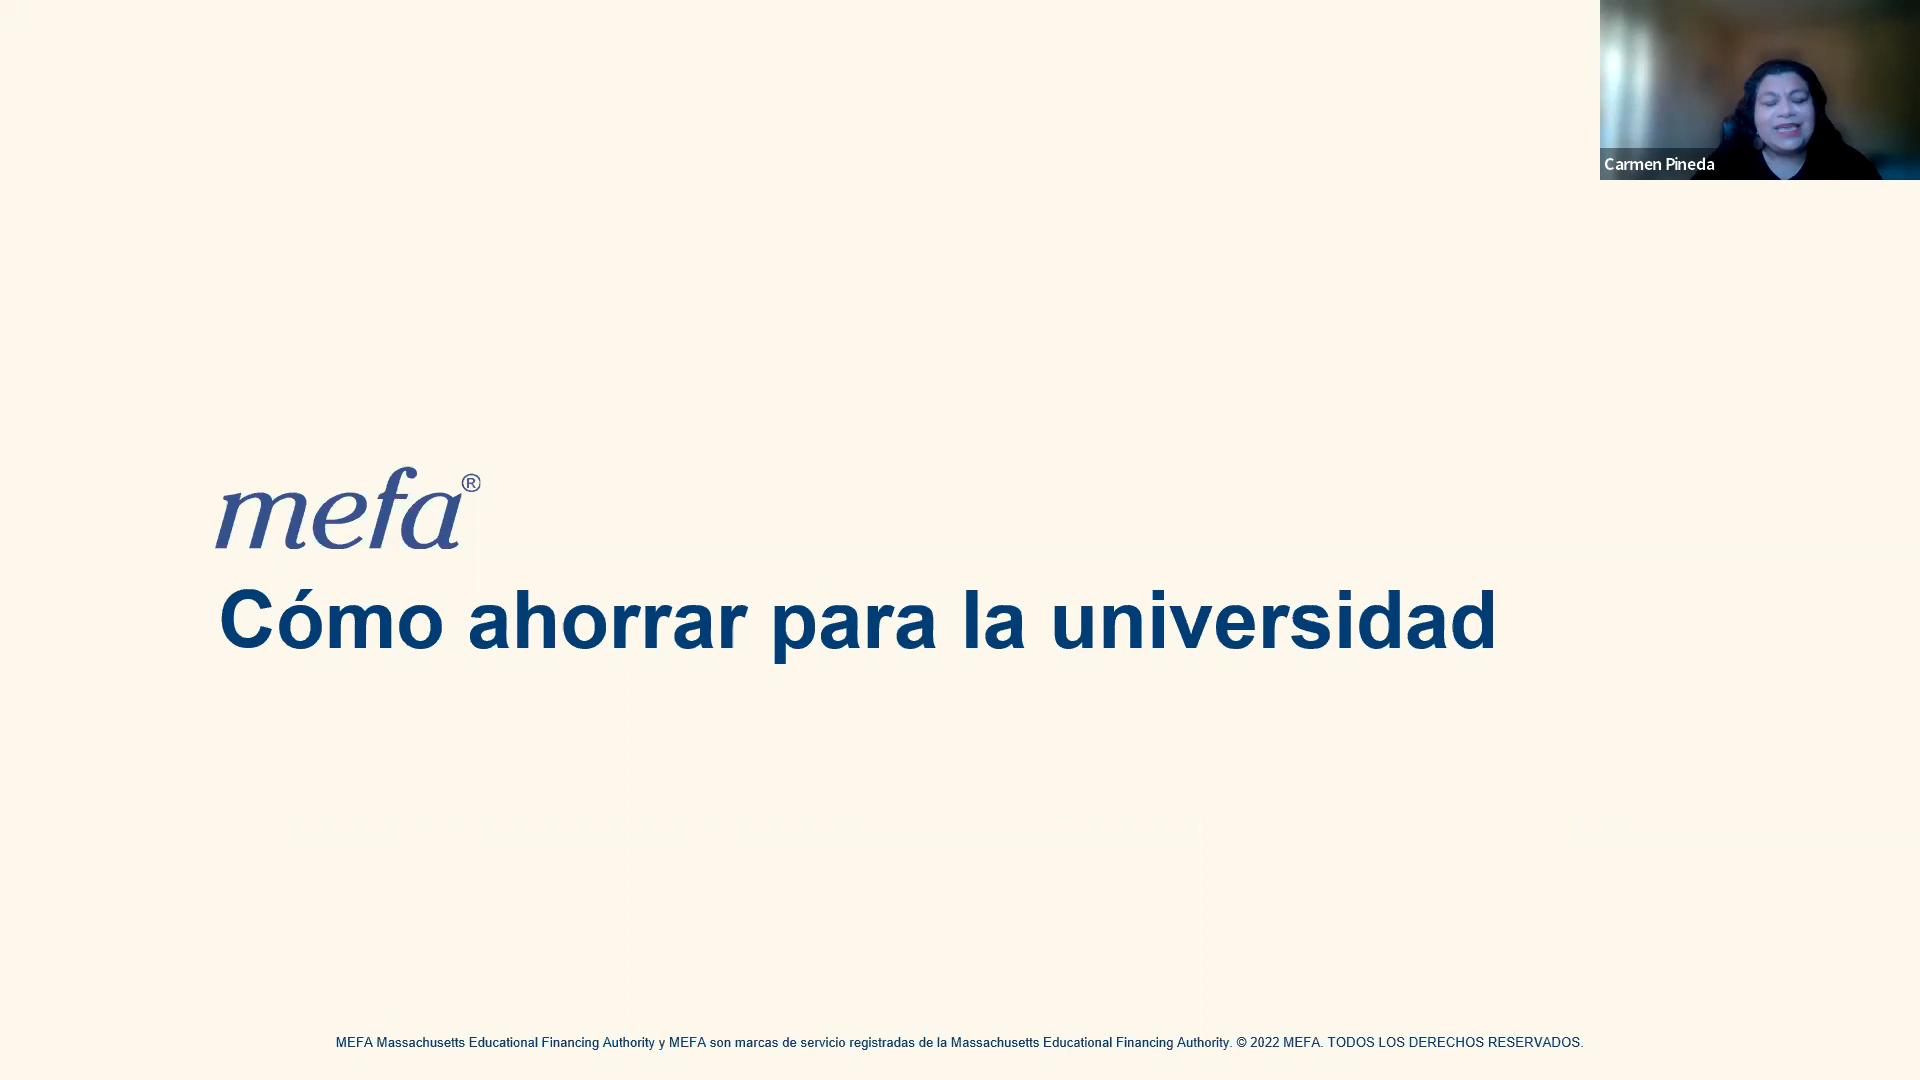 Carmen Pineda
mefa®
Cómo ahorrar para la universidad
MEFA Massachusetts Educational Financing Authority y MEFA son marcas de servicio registradas de la Massachusetts Educational Financing Authority. © 2022 MEFA. TODOS LOS DERECHOS RESERVADOS.